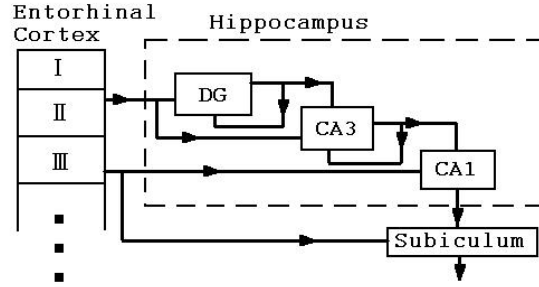 Entorhinal
Cortex
Hippocampus
Ⅰ
DG
Ⅱ
CA3
Ⅲ
CA1
Subiculum